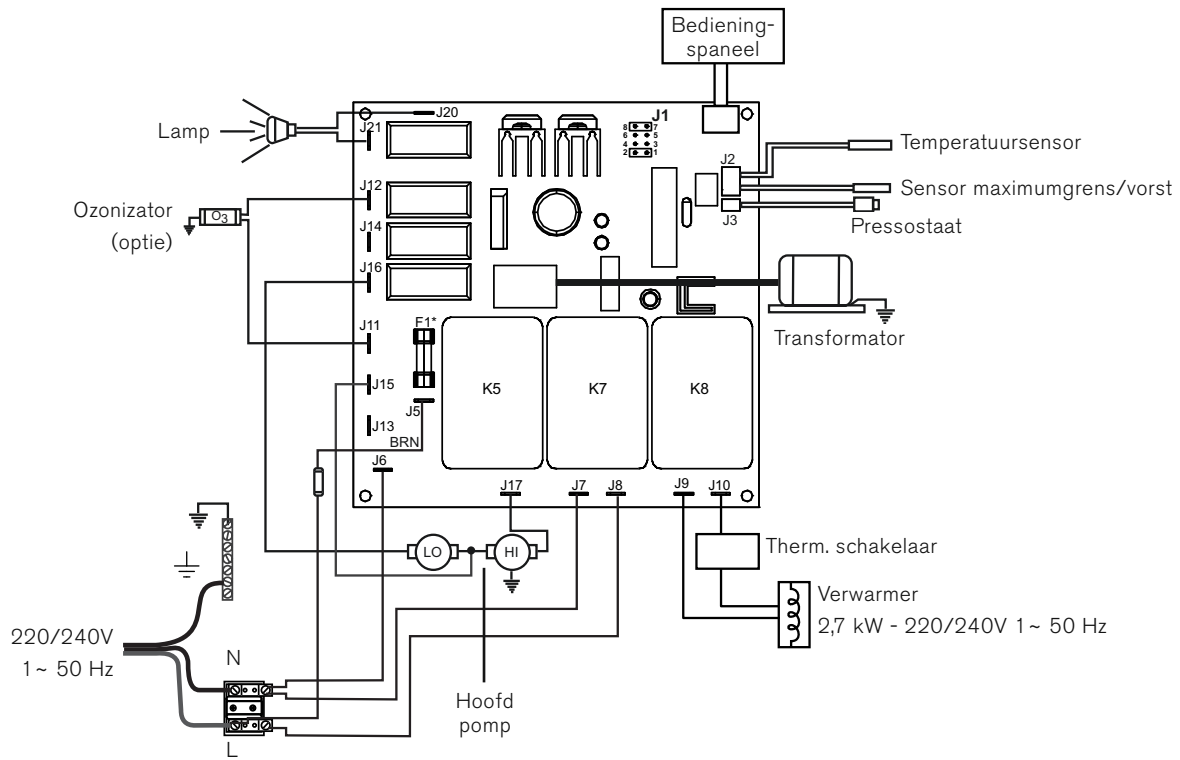 Bediening-
spaneel
J1
8 7
6 5
4 3
2 1
Lamp
J20
J21
J2
Temperatuursensor
Sensor maximumgrens/vorst
J3
Pressostaat
J12
Ozonizator
(optie)
O3
J14
J16
Transformator
J11
F1*
K5
K7
K8
J15
J5
J13
BRN
J6
J17
J7
J8
J9
J10
LO
HI
Therm. schakelaar
Verwarmer
2,7 kW - 220/240V 1~ 50 Hz
220/240V
1~ 50 Hz
N
L
Hoofd
pomp